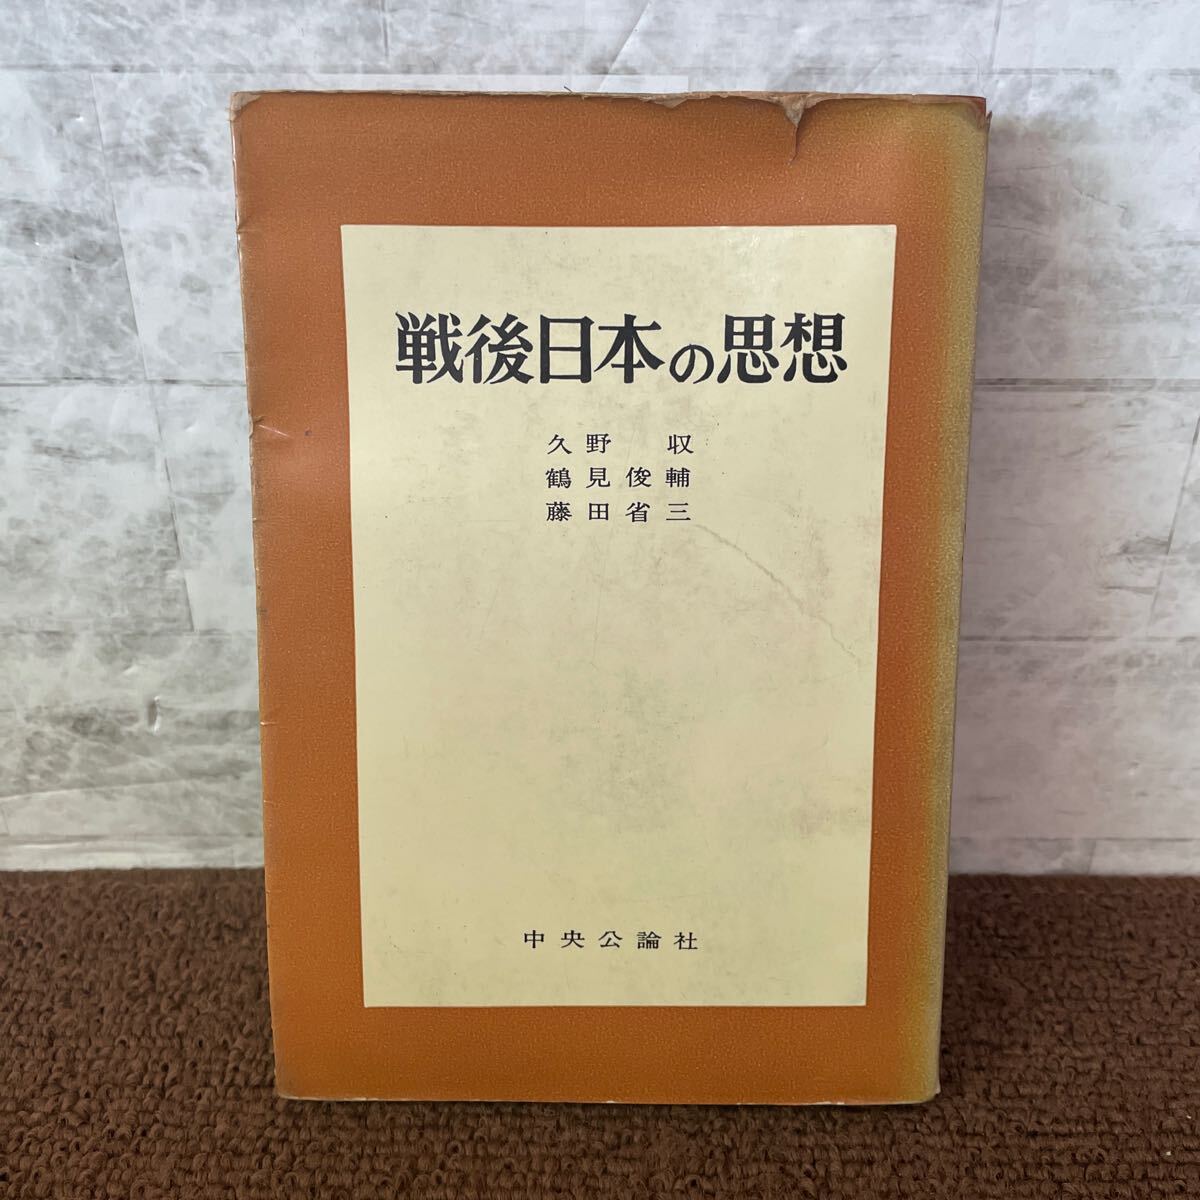 戦後日本の思想
久野 収
鶴見俊輔
藤田省三
中央公論社